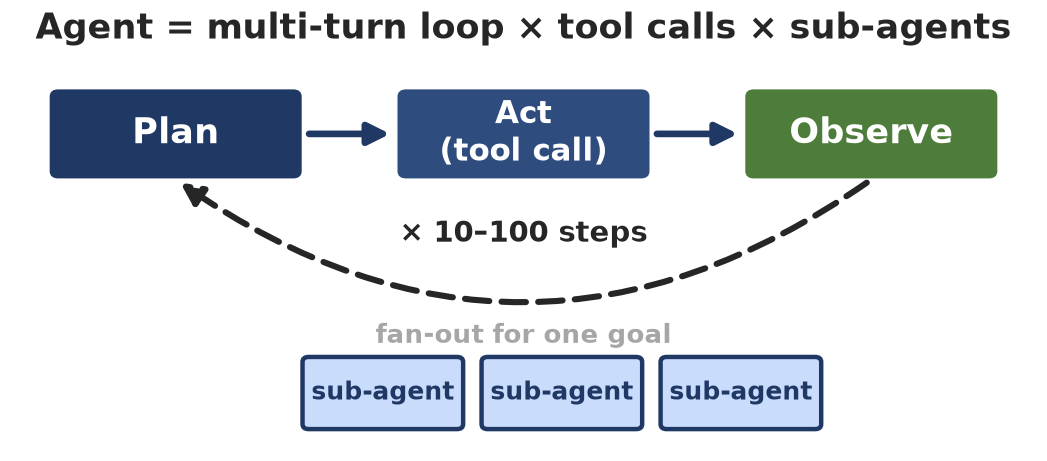 Agent = multi-turn loop × tool calls × sub-agents
Plan
Act
(tool call)
Observe
× 10–100 steps
fan-out for one goal
sub-agent
sub-agent
sub-agent